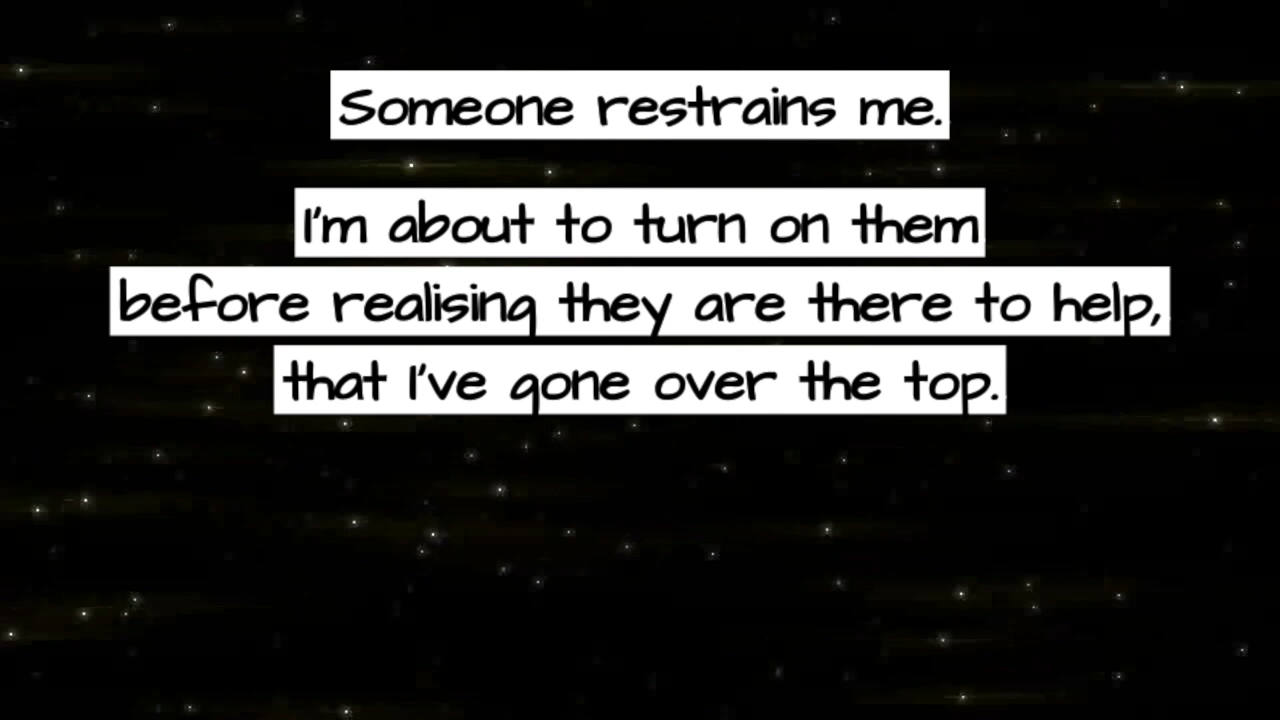 Someone restrains me.
I'm about to turn on them
before realising they are there to help,
that I've gone over the top.